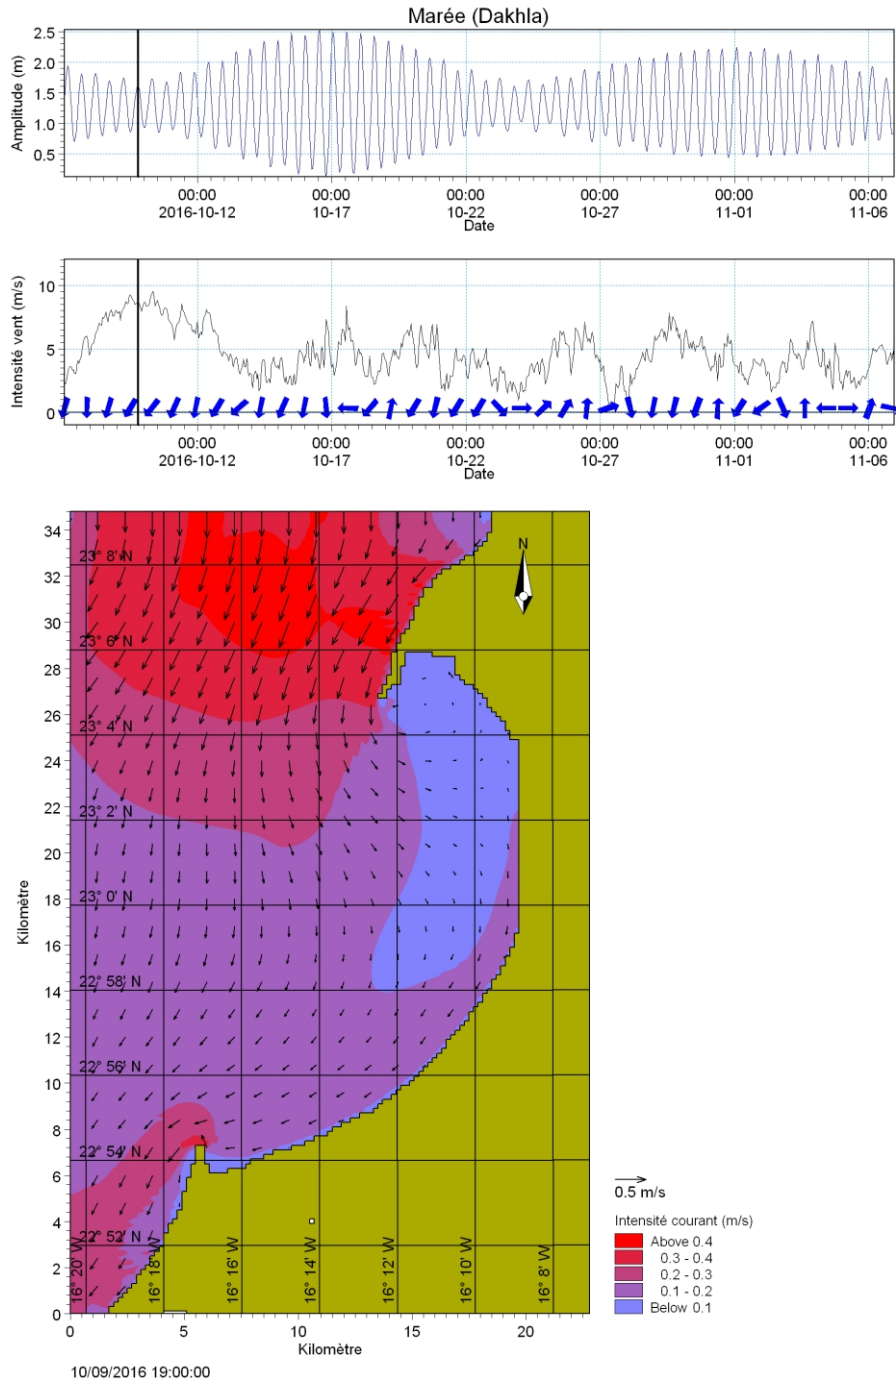 Marée (Dakhla)
Amplitude (m)
2.5
2.0
1.5
1.0
0.5
00:00 00:00 00:00 00:00 00:00 00:00
2016-10-12 10-17 10-22 10-27 11-01 11-06
Date
Intensité vent (m/s)
10
5
0
00:00 00:00 00:00 00:00 00:00 00:00
2016-10-12 10-17 10-22 10-27 11-01 11-06
Date
Kilomètre
34
32
30
28
26
24
22
20
18
16
14
12
10
8
6
4
2
0
23° 8' N
23° 6' N
23° 4' N
23° 2' N
23° 0' N
22° 58' N
22° 56' N
22° 54' N
22° 52' N
N
16° 20' W
16° 18' W
16° 16' W
16° 14' W
16° 12' W
16° 10' W
16° 8' W
0 5 10 15 20
Kilomètre
0.5 m/s
Intensité courant (m/s)
Above 0.4
0.3 - 0.4
0.2 - 0.3
0.1 - 0.2
Below 0.1
10/09/2016 19:00:00